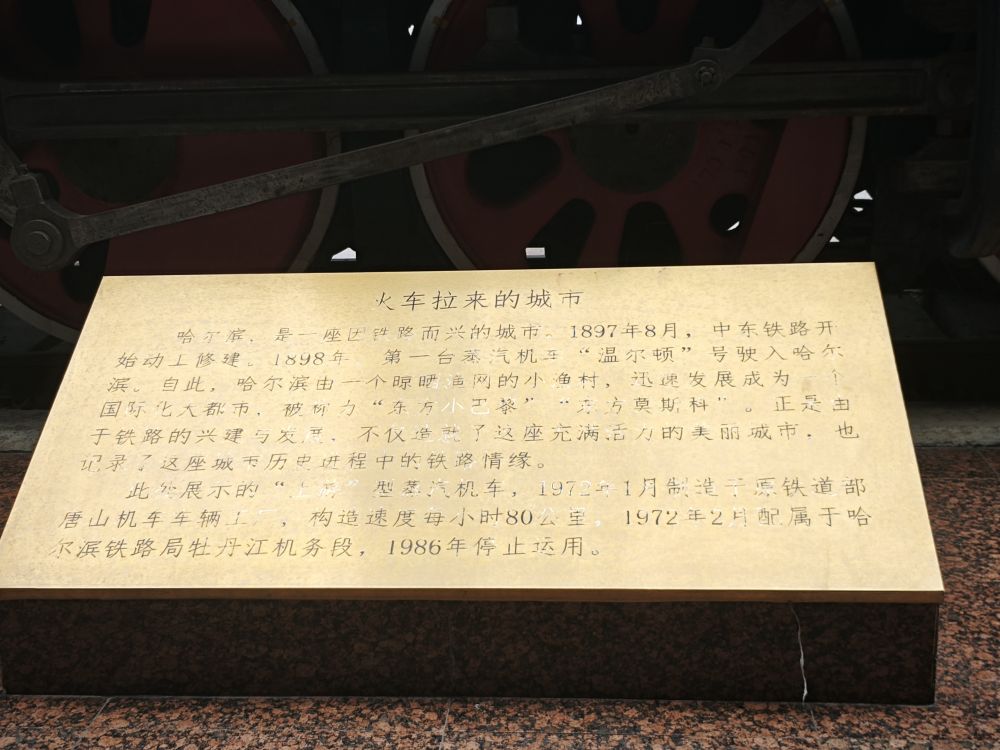 火车拉来的城市
哈尔滨，是一座因铁路而兴的城市。1897年8月，中东铁路开
始动工修建。1898年，第一台蒸汽机车“温尔顿”号驶入哈尔
滨。自此，哈尔滨由一个晾晒渔网的小渔村，迅速发展成为一个
国际化大都市，被称为“东方小巴黎”“东方莫斯科”。正是由
于铁路的兴建与发展，不仅造就了这座充满活力的美丽城市，也
记录了这座城市历史进程中的铁路情缘。
此处展示的“上游”型蒸汽机车，1972年1月制造于原铁道部
唐山机车车辆工厂，构造速度每小时80公里，1972年2月配属于哈
尔滨铁路局牡丹江机务段，1986年停止运用。